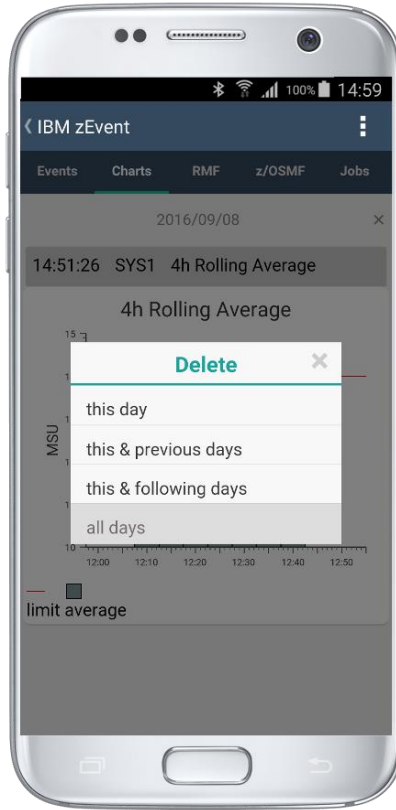 100% 14:59
IBM zEvent
Events Charts RMF z/OSMF Jobs
2016/09/08 ×
14:51:26 SYS1 4h Rolling Average
4h Rolling Average
15
Delete ×
this day
this & previous days
this & following days
all days
MSU
10
12:00 12:10 12:20 12:30 12:40 12:50
limit average